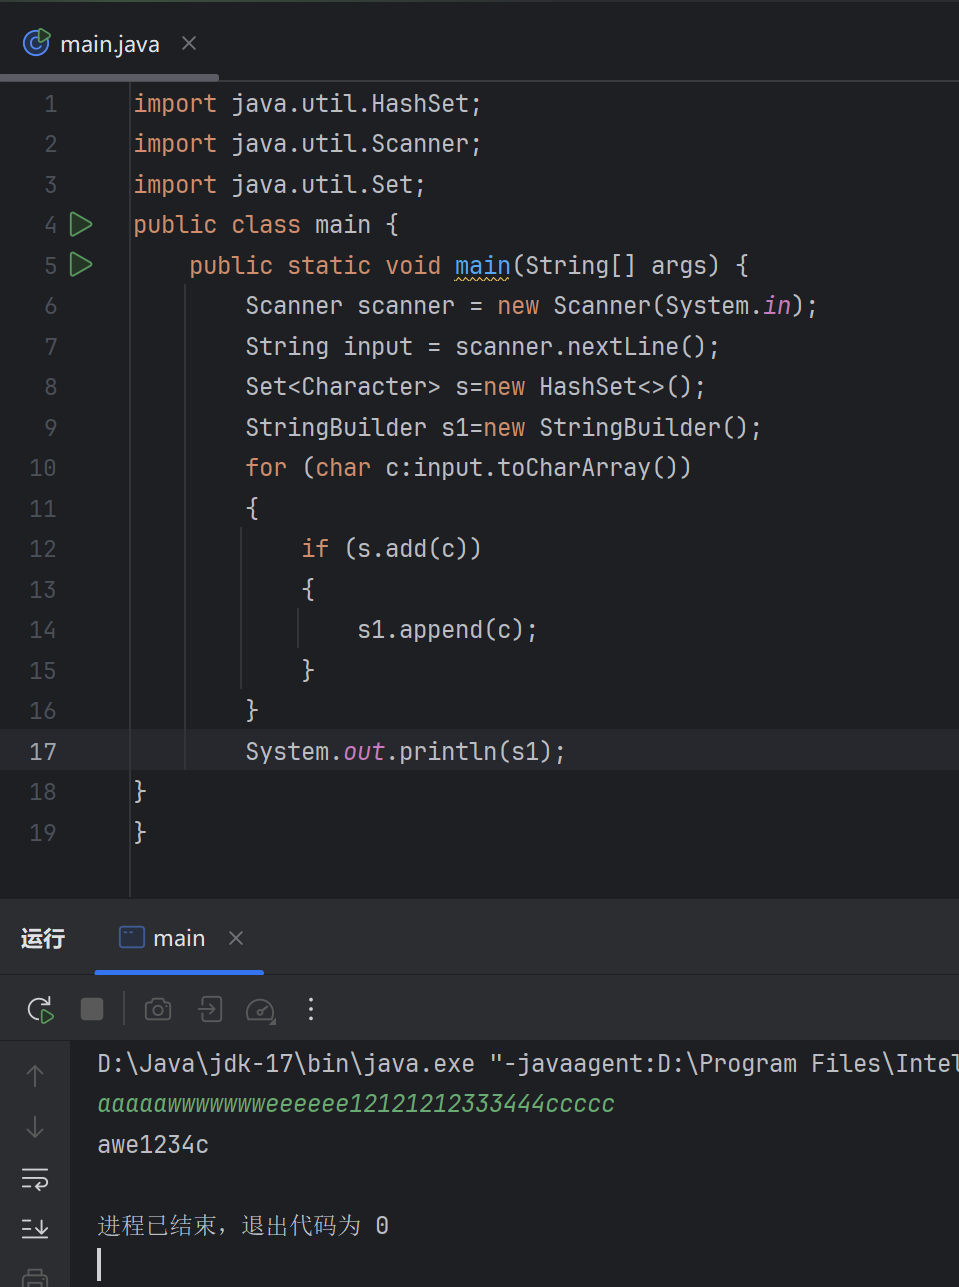 main.java
1 import java.util.HashSet;
2 import java.util.Scanner;
3 import java.util.Set;
4 public class main {
5 public static void main(String[] args) {
6 Scanner scanner = new Scanner(System.in);
7 String input = scanner.nextLine();
8 Set<Character> s=new HashSet<>();
9 StringBuilder s1=new StringBuilder();
10 for (char c:input.toCharArray())
11 {
12 if (s.add(c))
13 {
14 s1.append(c);
15 }
16 }
17 System.out.println(s1);
18 }
19 }
运行 main
D:\Java\jdk-17\bin\java.exe "-javaagent:D:\Program Files\Intel
aaaaawwwwwwweeeeee12121212333444ccccc
awe1234c
进程已结束，退出代码为 0